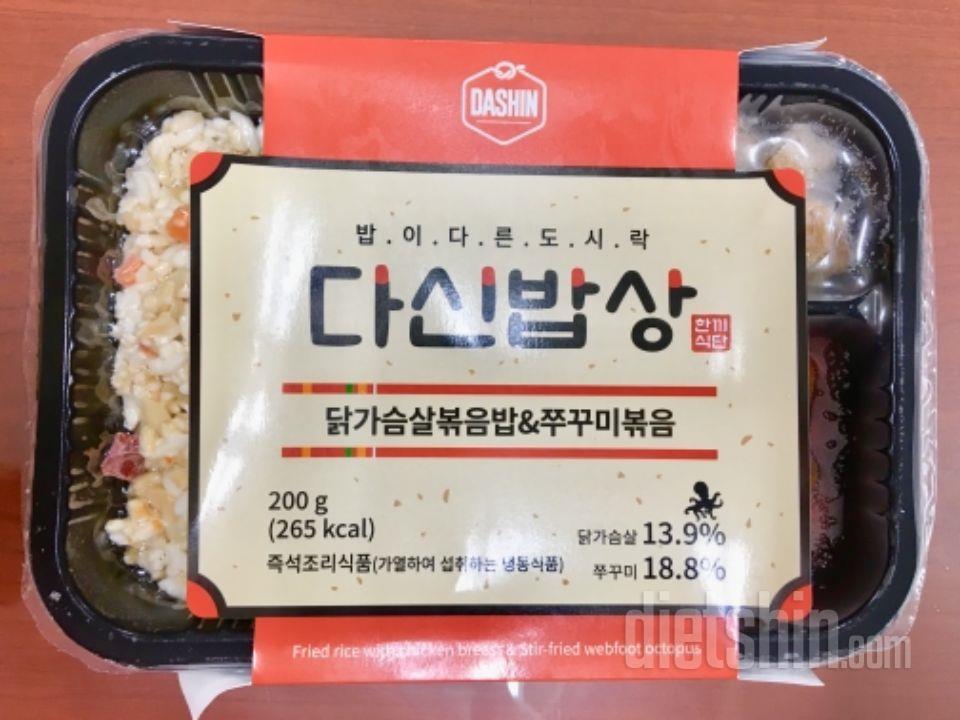 DASHIN
밥.이.다.른.도.시.락
다신밥상
한끼
식단
닭가슴살볶음밥&쭈꾸미볶음
200 g
(265 kcal)
즉석조리식품(가열하여 섭취하는 냉동식품)
닭가슴살 13.9%
쭈꾸미 18.8%
Fried rice with chicken breast & Stir-fried webfoot octopus
dietshin.com